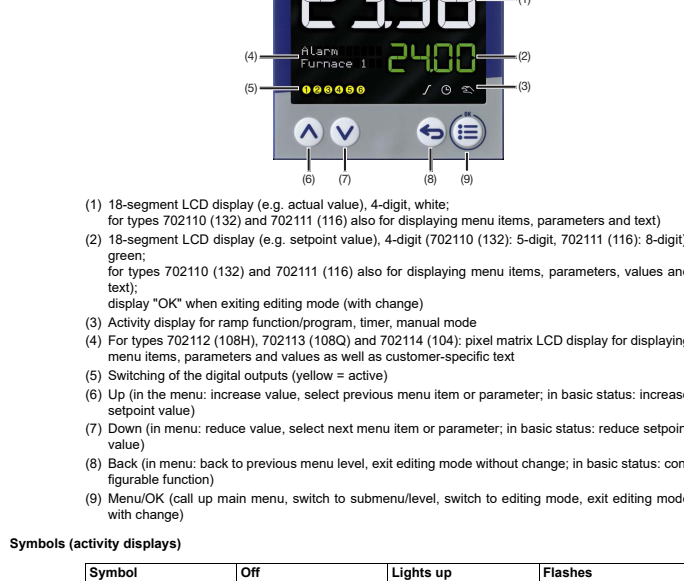 (1)
23.98
(4) Alarm 24.00 (2)
Furnace 1
(5) 1 2 3 4 5 6 (3)
OK
(6) (7) (8) (9)
(1) 18-segment LCD display (e.g. actual value), 4-digit, white;
for types 702110 (132) and 702111 (116) also for displaying menu items, parameters and text)
(2) 18-segment LCD display (e.g. setpoint value), 4-digit (702110 (132): 5-digit, 702111 (116): 8-digit)
green;
for types 702110 (132) and 702111 (116) also for displaying menu items, parameters, values and
text);
display "OK" when exiting editing mode (with change)
(3) Activity display for ramp function/program, timer, manual mode
(4) For types 702112 (108H), 702113 (108Q) and 702114 (104): pixel matrix LCD display for displaying
menu items, parameters and values as well as customer-specific text
(5) Switching of the digital outputs (yellow = active)
(6) Up (in the menu: increase value, select previous menu item or parameter; in basic status: increase
setpoint value)
(7) Down (in menu: reduce value, select next menu item or parameter; in basic status: reduce setpoint
value)
(8) Back (in menu: back to previous menu level, exit editing mode without change; in basic status: con
figurable function)
(9) Menu/OK (call up main menu, switch to submenu/level, switch to editing mode, exit editing mode
with change)
Symbols (activity displays)
Symbol Off Lights up Flashes